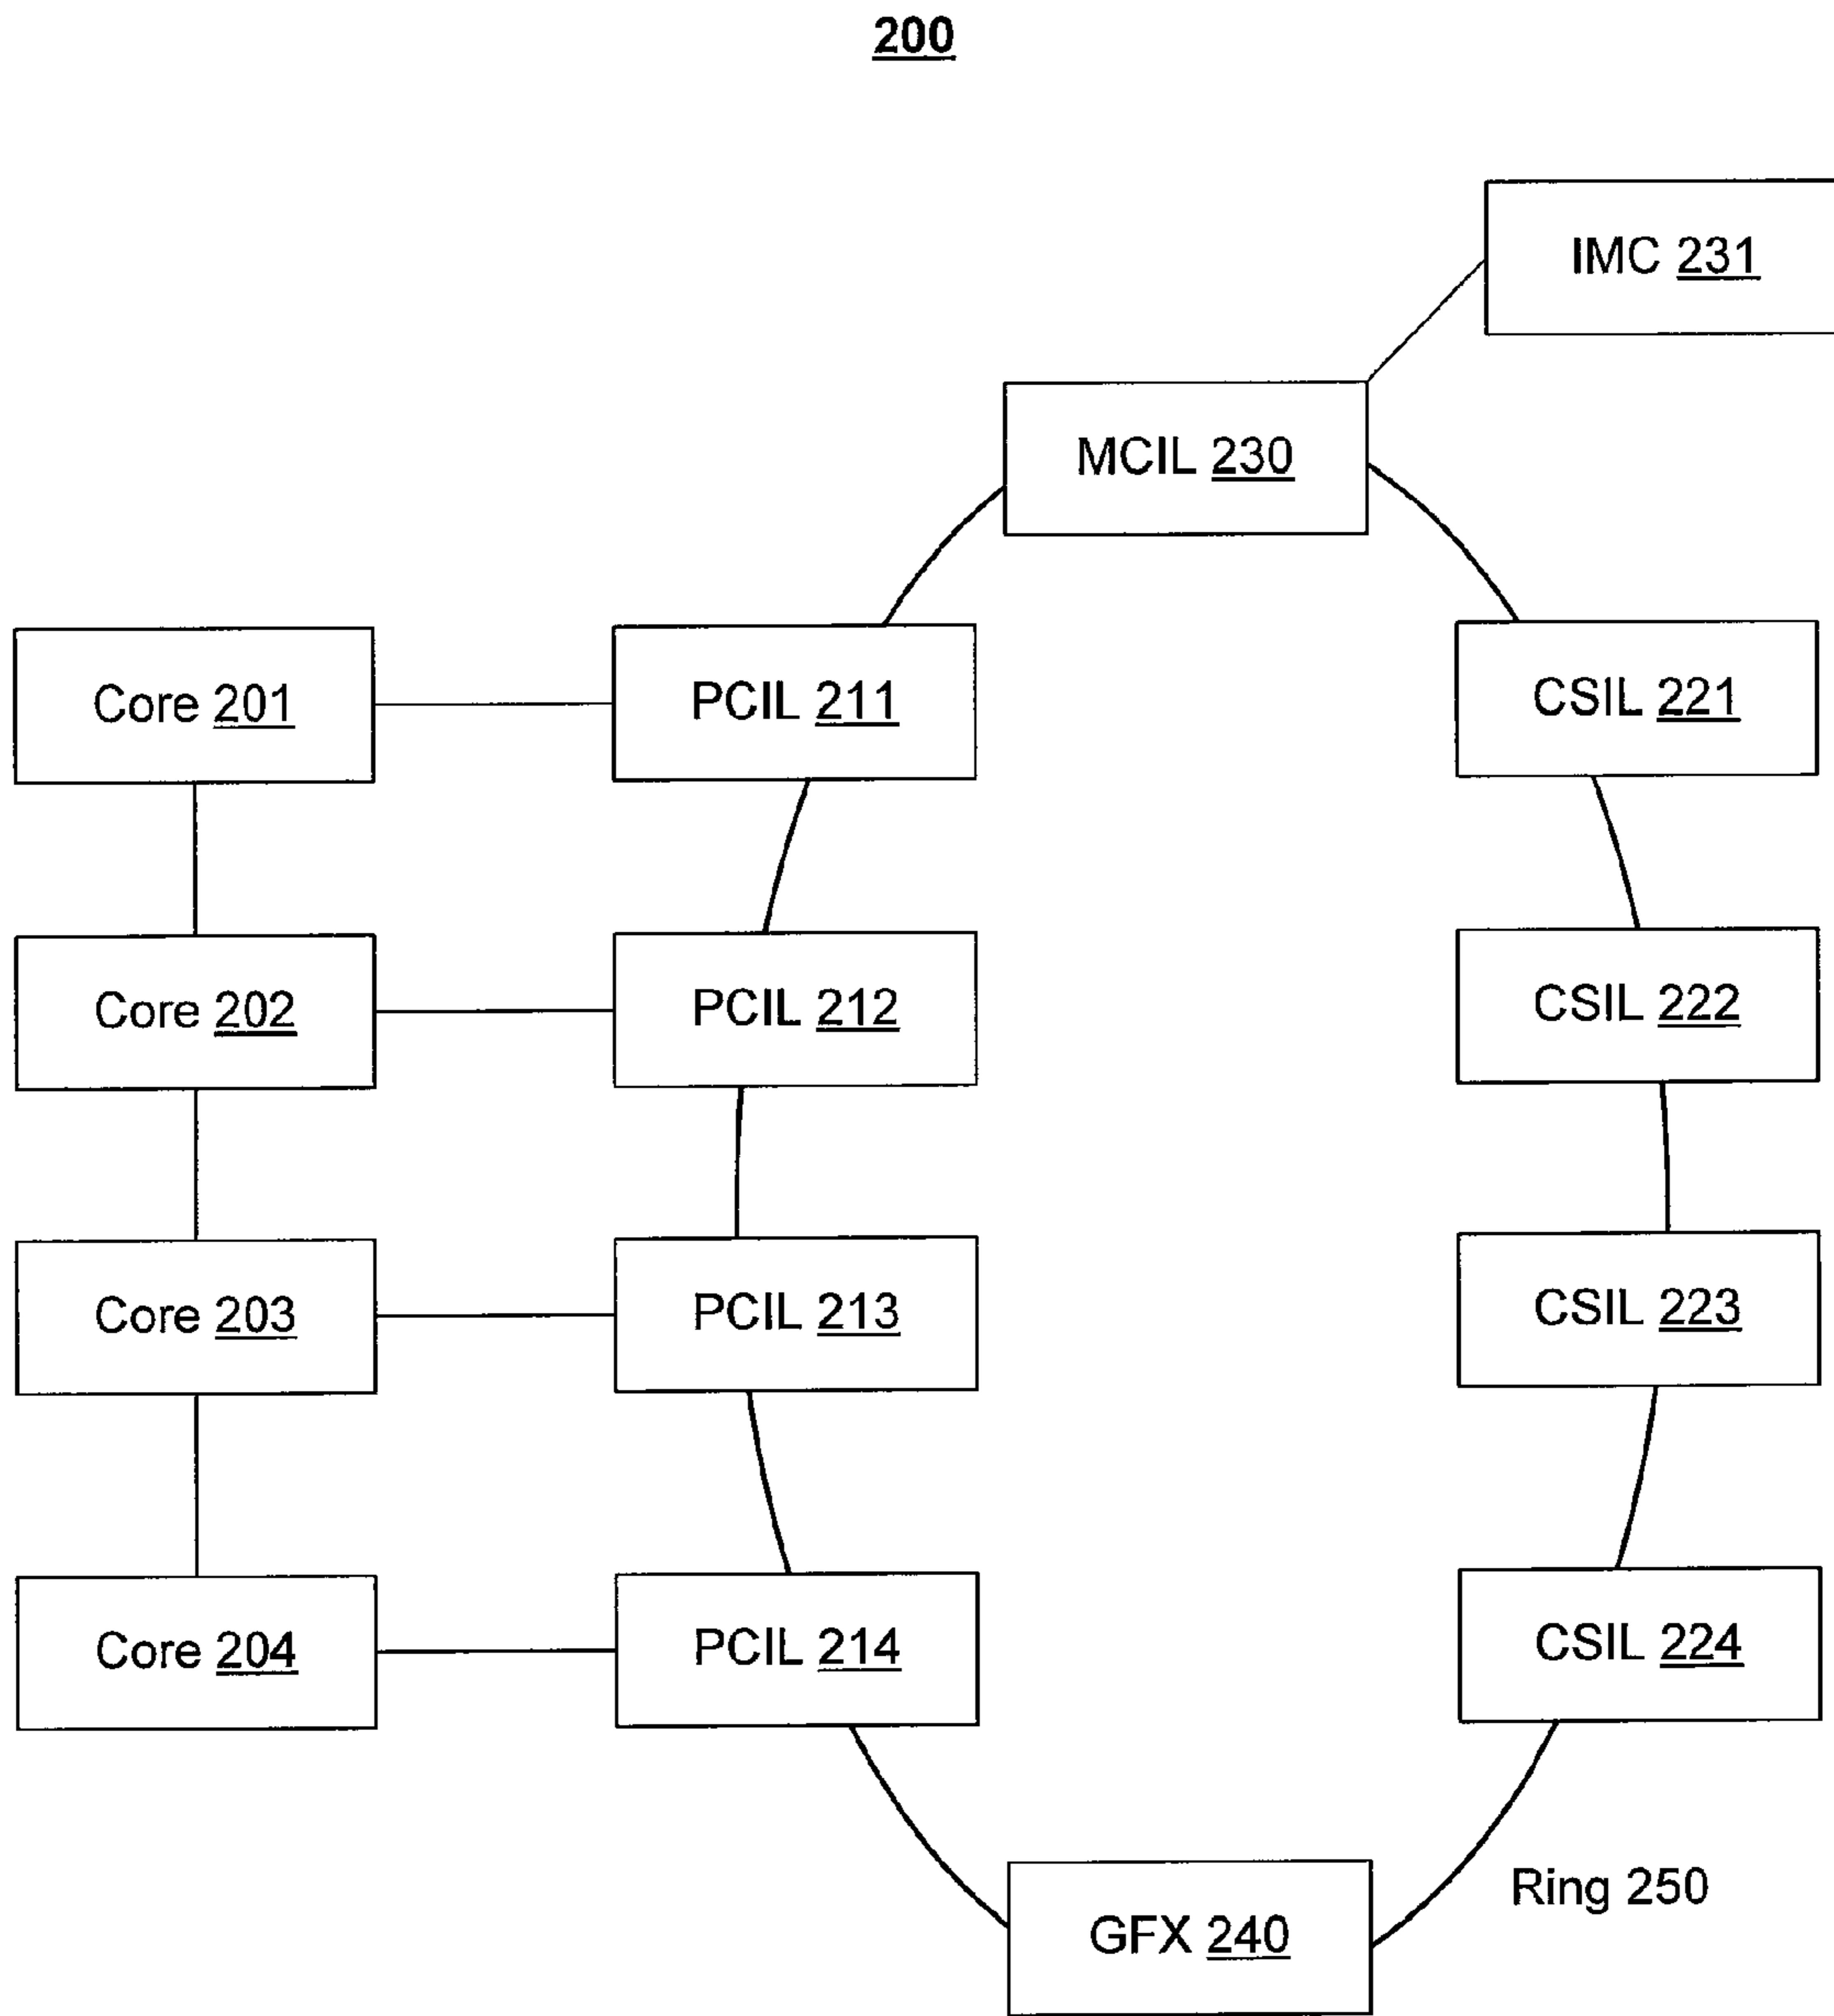 200
IMC 231
MCIL 230
Core 201
PCIL 211
CSIL 221
Core 202
PCIL 212
CSIL 222
Core 203
PCIL 213
CSIL 223
Core 204
PCIL 214
CSIL 224
Ring 250
GFX 240